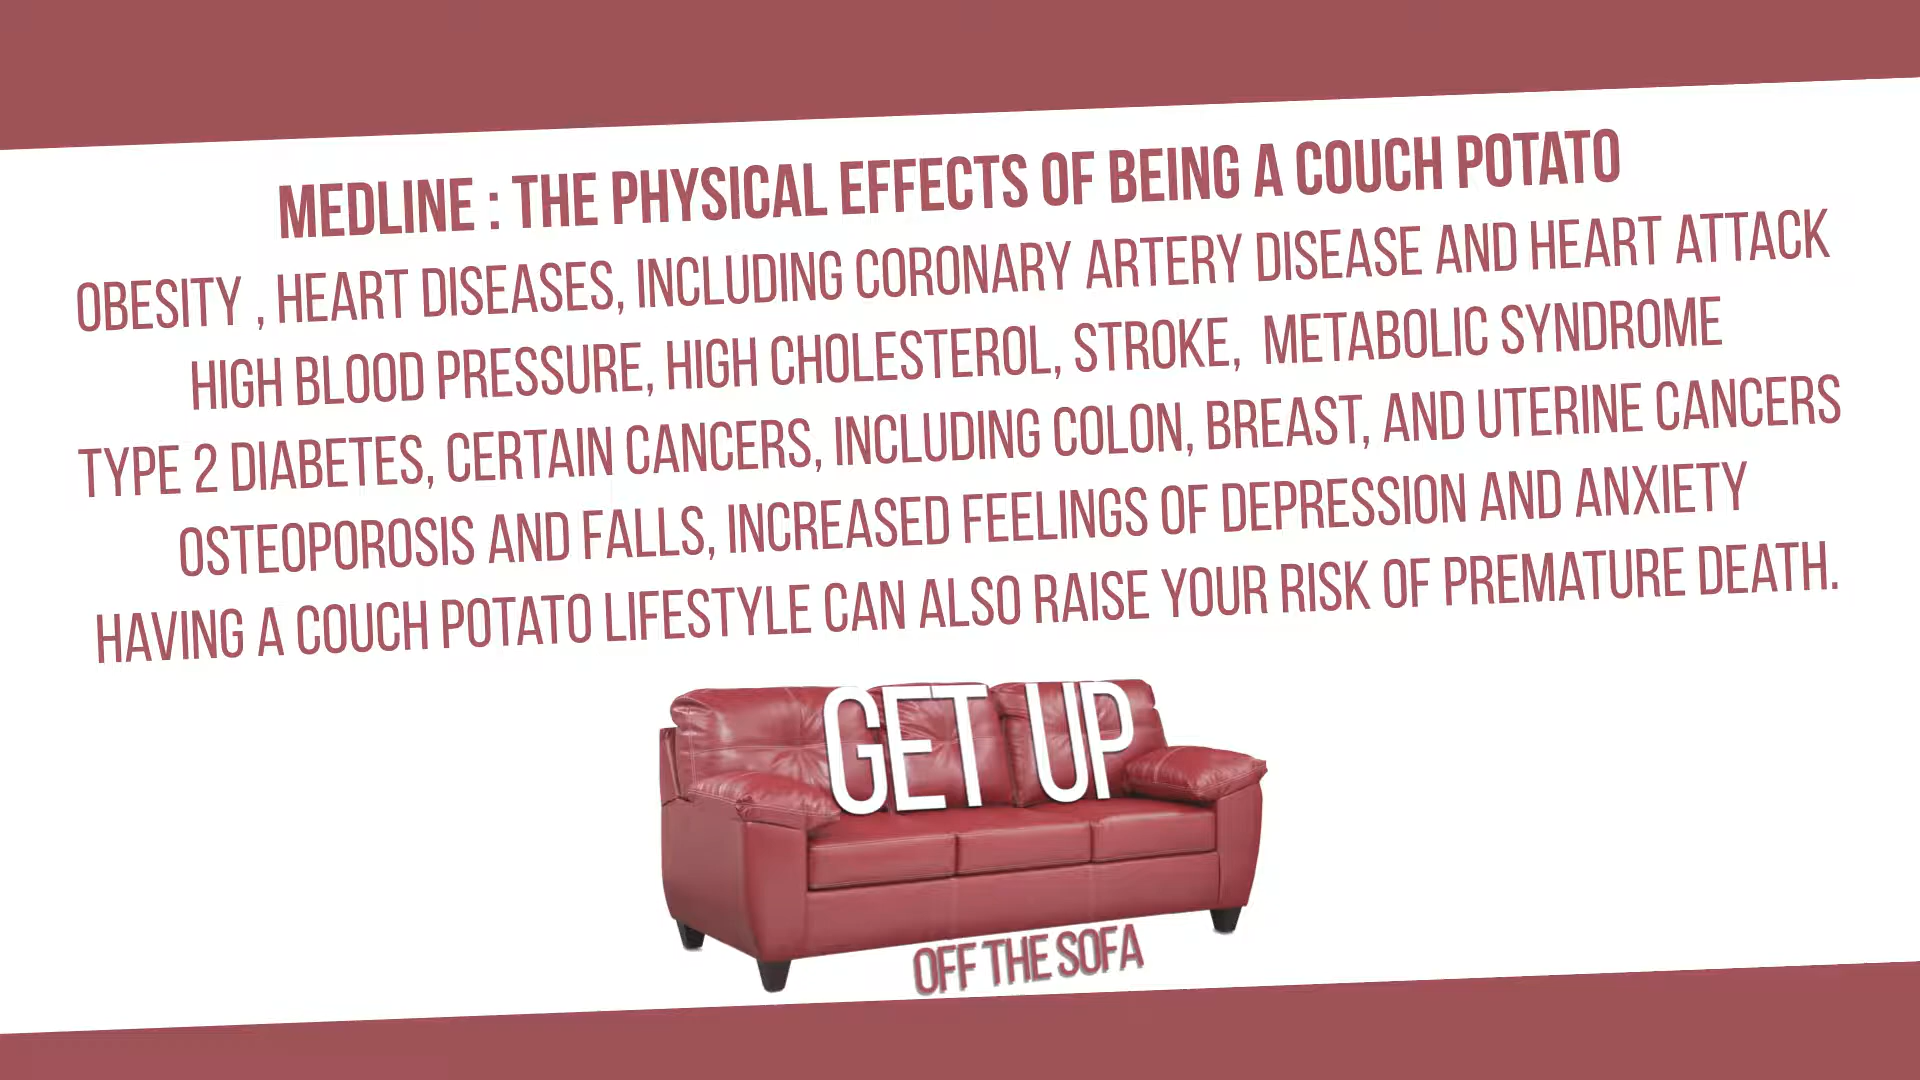 MEDLINE : THE PHYSICAL EFFECTS OF BEING A COUCH POTATO
OBESITY , HEART DISEASES, INCLUDING CORONARY ARTERY DISEASE AND HEART ATTACK
HIGH BLOOD PRESSURE, HIGH CHOLESTEROL, STROKE, METABOLIC SYNDROME
TYPE 2 DIABETES, CERTAIN CANCERS, INCLUDING COLON, BREAST, AND UTERINE CANCERS
OSTEOPOROSIS AND FALLS, INCREASED FEELINGS OF DEPRESSION AND ANXIETY
HAVING A COUCH POTATO LIFESTYLE CAN ALSO RAISE YOUR RISK OF PREMATURE DEATH.
GET UP
OFF THE SOFA